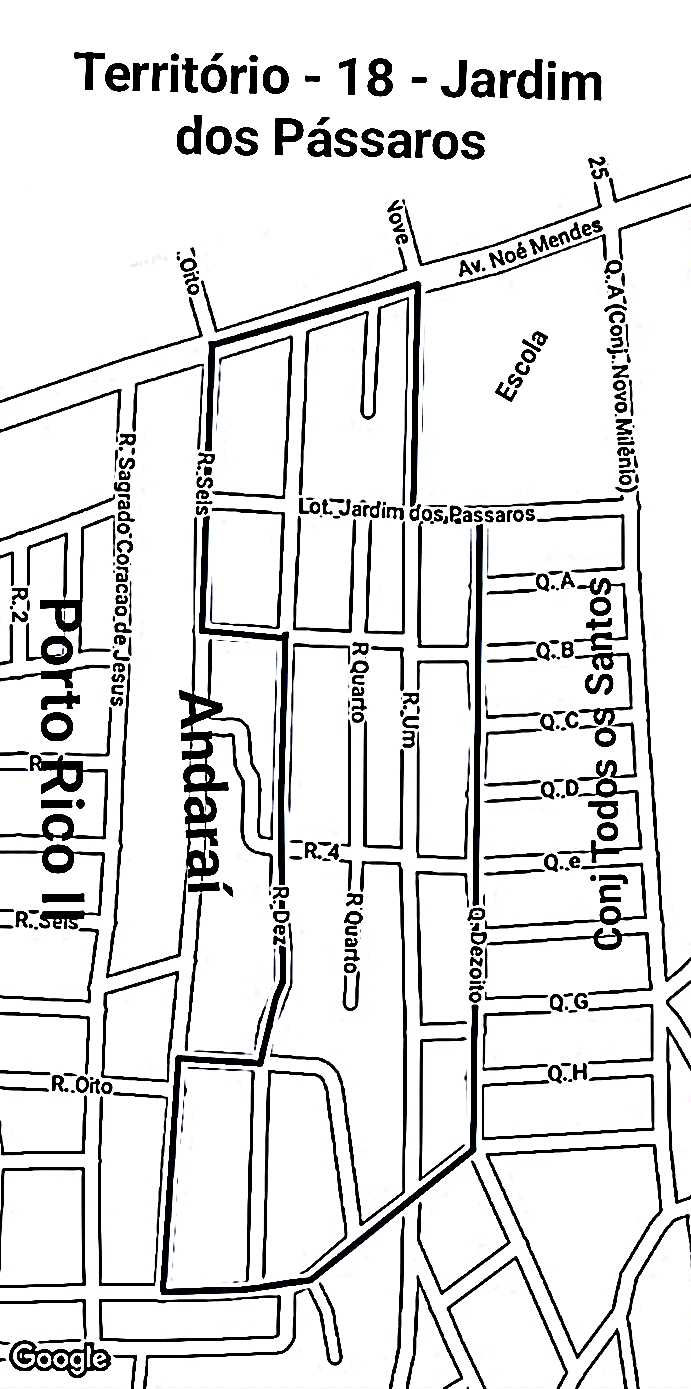 Território - 18 - Jardim
dos Pássaros
25
Nove
Oito
Av. Noé Mendes
Q. A (Conj. Novo Milênio)
Escola
R. Sagrado Coracao de Jesus
R. Seis
Lot. Jardim dos Passaros
Q. A
R. 2
Q. B
Porto Rico II
R Quarto
R. Um
Andaraí
Conj Todos os Santos
Q. C
R
Q. D
R. 4
Q. e
R. Seis
R. Dez
R Quarto
Q. Dezoito
Q. G
R. Oito
Q. H
Google